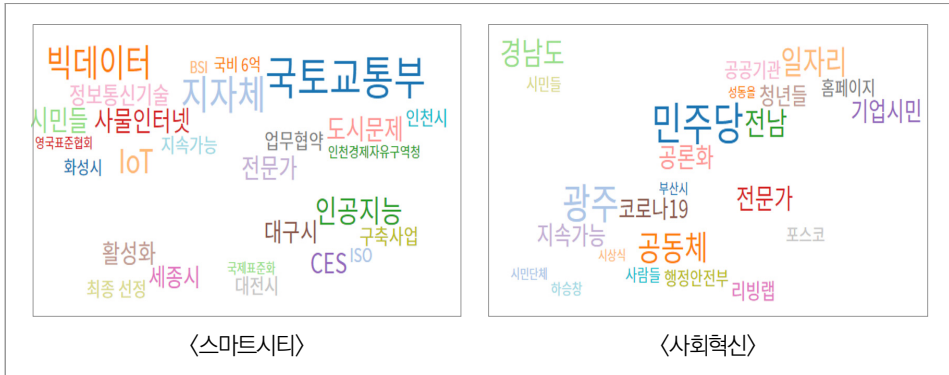 빅데이터
BSI
국비 6억
국토교통부
정보통신기술
지자체
시민들
사물인터넷
도시문제
인천시
영국표준협회
지속가능
업무협약
인천경제자유구역청
화성시
IoT
전문가
인공지능
대구시
구축사업
활성화
CES
ISO
국제표준화
세종시
대전시
최종 선정
〈스마트시티〉
경남도
시민들
공공기관
일자리
성동을
청년들
홈페이지
기업시민
민주당
전남
공론화
광주
부산시
코로나19
전문가
지속가능
공동체
포스코
시상식
시민단체
하승창
사람들
행정안전부
리빙랩
〈사회혁신〉